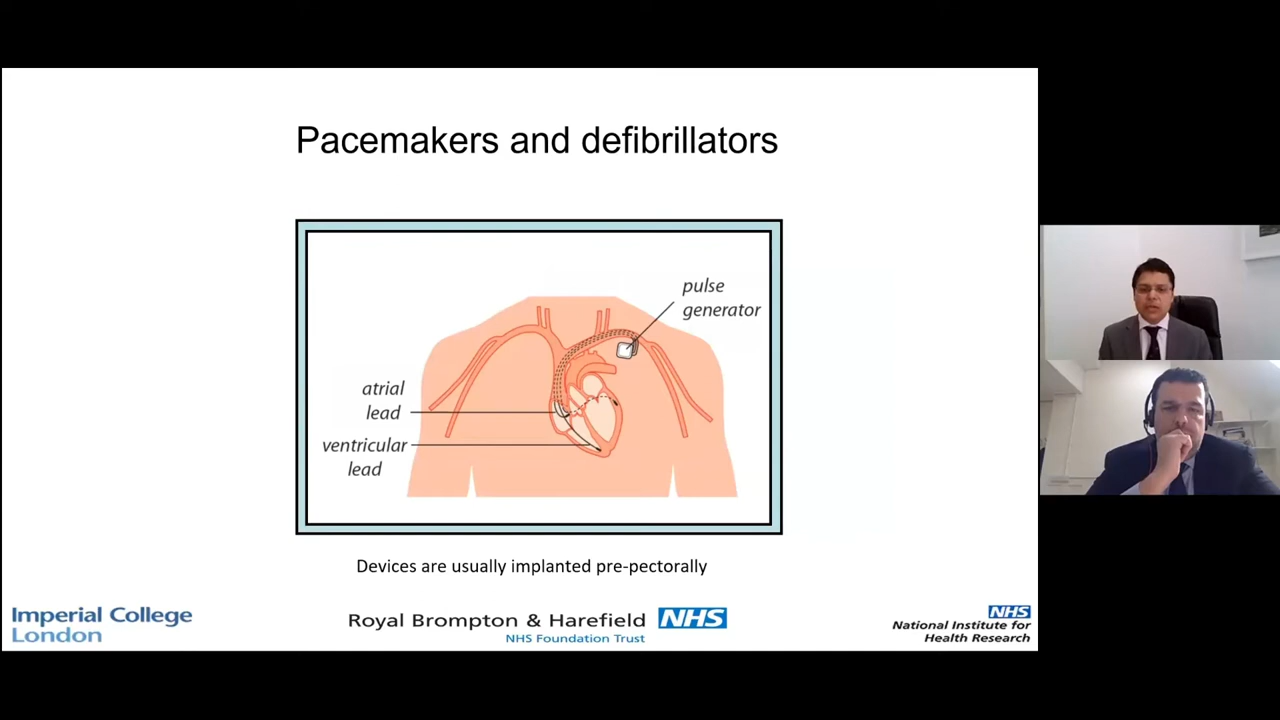 Pacemakers and defibrillators
pulse
generator
atrial
lead
ventricular
lead
Devices are usually implanted pre-pectorally
Imperial College
London
Royal Brompton & Harefield NHS
NHS Foundation Trust
NHS
National Institute for
Health Research